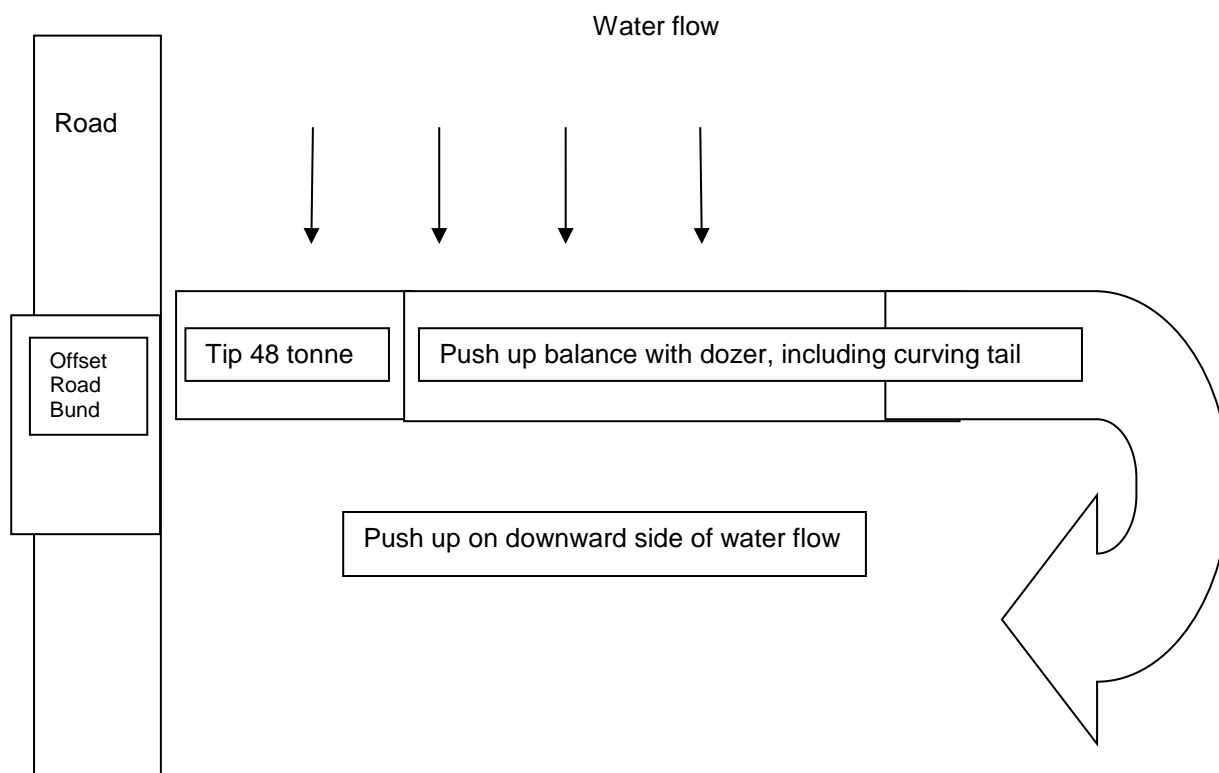 Water flow
Road
Offset
Road
Bund
Tip 48 tonne
Push up balance with dozer, including curving tail
Push up on downward side of water flow